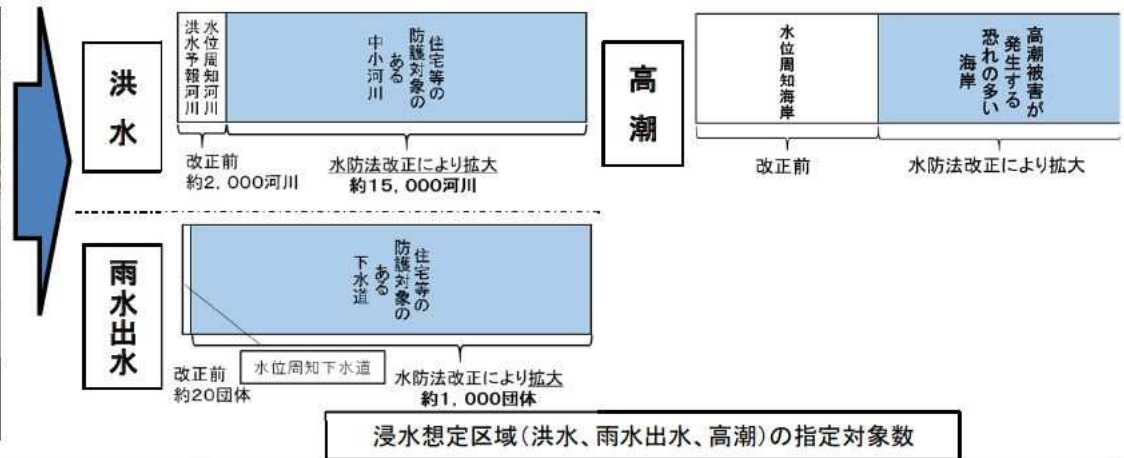 洪水
洪水予報河川
水位周知河川
住宅等の
防護対象の
ある
中小河川
改正前
約2,000河川
水防法改正により拡大
約15,000河川
高潮
水位周知海岸
高潮被害が
発生する
恐れの多い
海岸
改正前
水防法改正により拡大
雨水出水
住宅等の
防護対象の
ある
下水道
水位周知下水道
改正前
約20団体
水防法改正により拡大
約1,000団体
浸水想定区域(洪水、雨水出水、高潮)の指定対象数